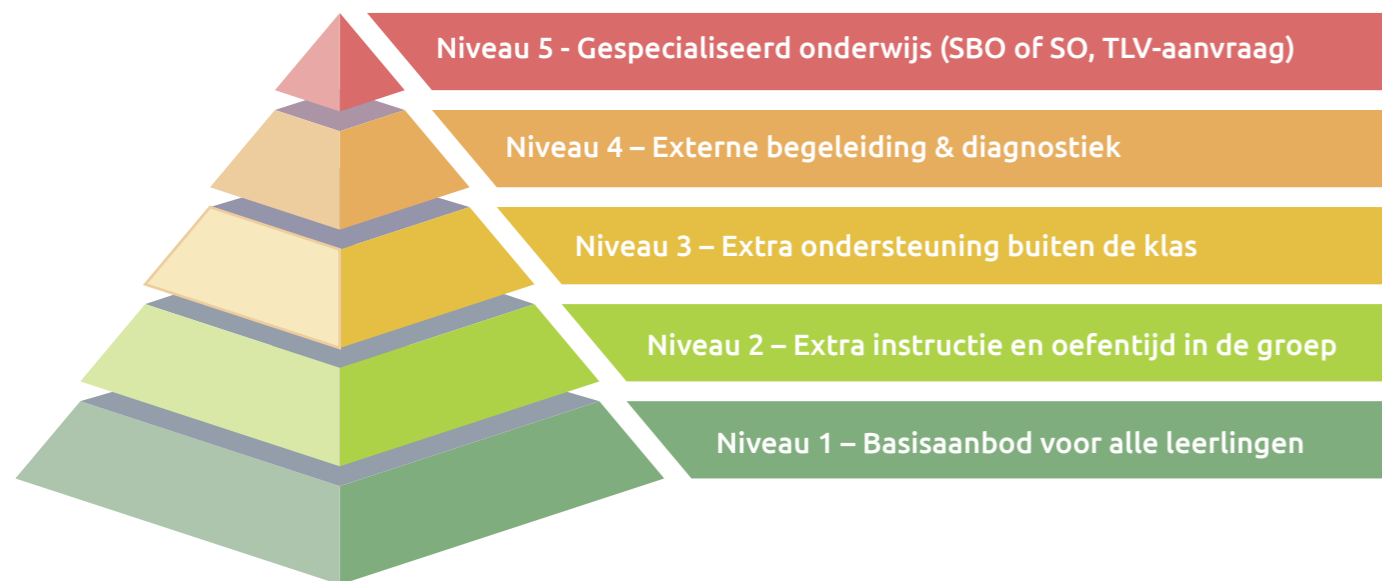 Niveau 5 - Gespecialiseerd onderwijs (SBO of SO, TLV-aanvraag)
Niveau 4 – Externe begeleiding & diagnostiek
Niveau 3 – Extra ondersteuning buiten de klas
Niveau 2 – Extra instructie en oefentijd in de groep
Niveau 1 – Basisaanbod voor alle leerlingen